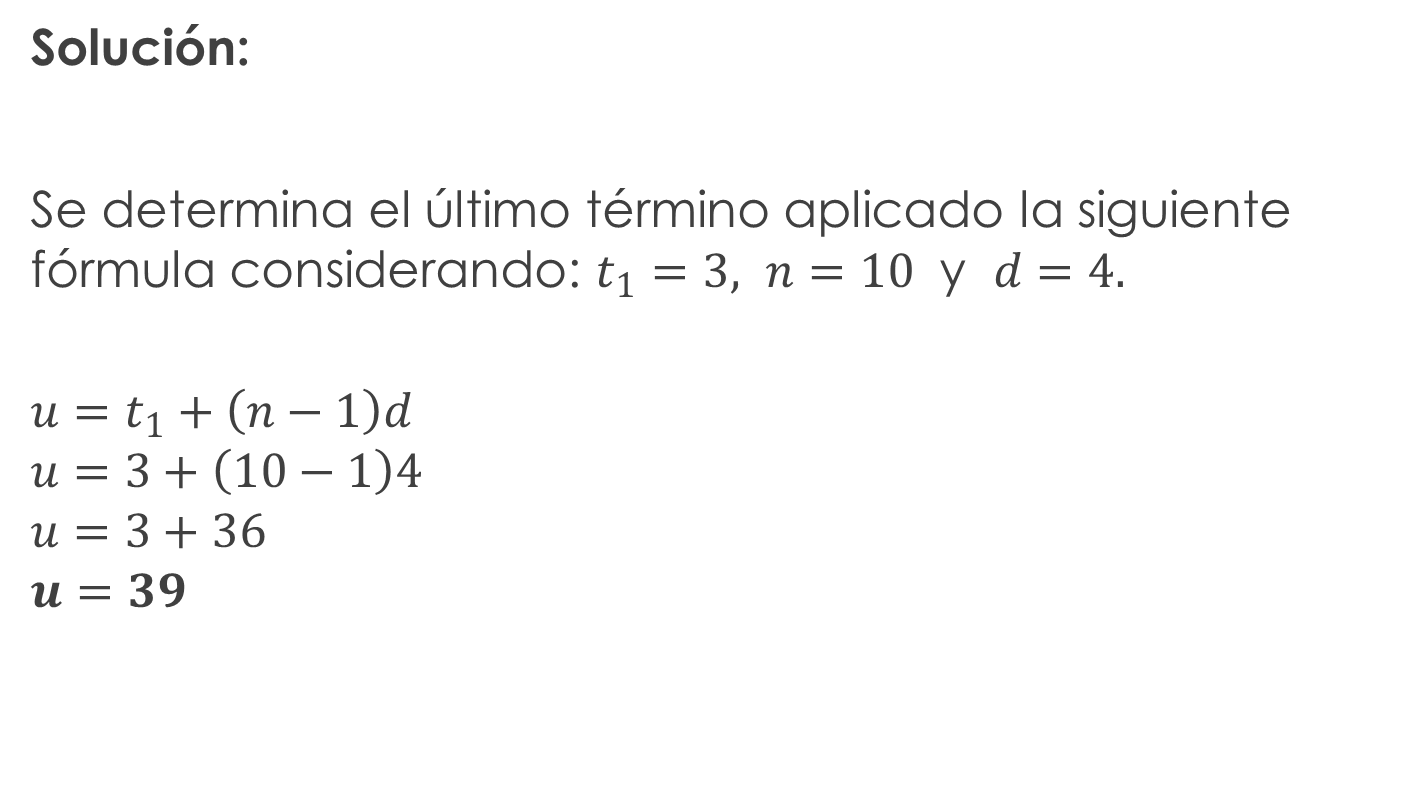 Solución:
Se determina el último término aplicado la siguiente
fórmula considerando: t₁ = 3, n = 10 y d = 4.
u = t₁ + (n − 1)d
u = 3 + (10 − 1)4
u = 3 + 36
u = 39